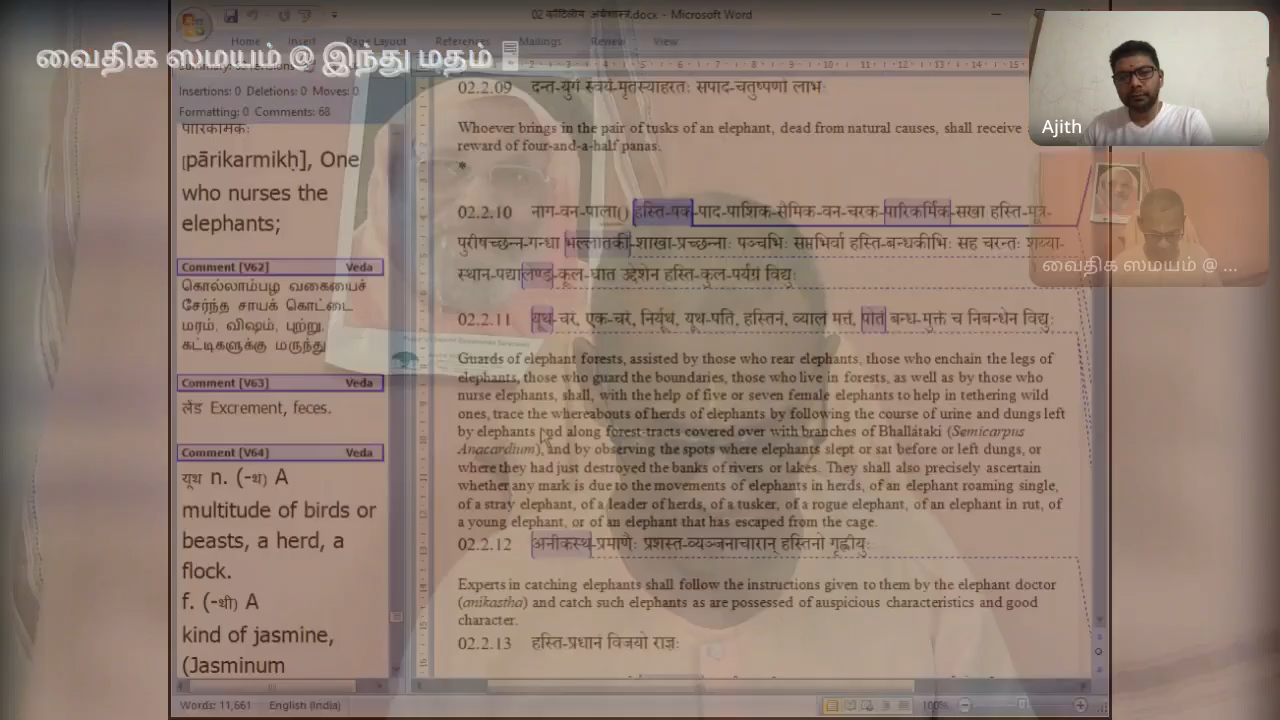 02 कौटिलीय अर्थशास्त्र.docx - Microsoft Word
வைதிக ஸமயம் @ இந்து மதம்
Home Insert Page Layout References Mailings Review View
Insertions: 0 Deletions: 0 Moves: 0
Formatting: 0 Comments: 68
[pārikarmikḥ], One
who nurses the
elephants;
Comment [V62] Veda
கொல்லாம்பழ வகையைச்
சேர்ந்த சாயக் கொட்டை
மரம், விஷம், புற்று,
கட்டிகளுக்கு மருந்து
Comment [V63] Veda
लेंड Excrement, feces.
Comment [V64] Veda
यूथ n. (-थं) A
multitude of birds or
beasts, a herd, a
flock.
f. (-थी) A
kind of jasmine,
(Jasminum
02.2.09 दन्त-युगं स्वयं-मृतस्याहरतः सपाद-चतुष्पणो लाभः
Whoever brings in the pair of tusks of an elephant, dead from natural causes, shall receive
reward of four-and-a-half panas.
*
02.2.10 नाग-वन-पाला() हस्ति-पक-पाद-पाशिक-सैमिक-वन-चरक-पारिकर्मिक-सखा हस्ति-मूत्र-
पुरीषच्छन्न-गन्धा भल्लातकी-शाखा-प्रच्छन्नाः पञ्चभिः सप्तभिर्वा हस्ति-बन्धकीभिः सह चरन्तः शय्या-
स्थान-पद्यालण्ड-कूल-घात उद्देशेन हस्ति-कुल-पर्यग्रं विद्युः
02.2.11 यूथ-चरं, एक-चरं, निर्यूथं, यूथ-पतिं, हस्तिनं, व्यालं मत्तं, पोतं बन्ध-मुक्तं च निबन्धेन विद्युः
Guards of elephant forests, assisted by those who rear elephants, those who enchain the legs of
elephants, those who guard the boundaries, those who live in forests, as well as by those who
nurse elephants, shall, with the help of five or seven female elephants to help in tethering wild
ones, trace the whereabouts of herds of elephants by following the course of urine and dungs left
by elephants and along forest-tracts covered over with branches of Bhallátaki (Semicarpus
Anacardium), and by observing the spots where elephants slept or sat before or left dungs, or
where they had just destroyed the banks of rivers or lakes. They shall also precisely ascertain
whether any mark is due to the movements of elephants in herds, of an elephant roaming single,
of a stray elephant, of a leader of herds, of a tusker, of a rogue elephant, of an elephant in rut, of
a young elephant, or of an elephant that has escaped from the cage.
02.2.12 अनीकस्थ-प्रमाणैः प्रशस्त-व्यञ्जनाचारान् हस्तिनो गृह्णीयुः
Experts in catching elephants shall follow the instructions given to them by the elephant doctor
(aníkastha) and catch such elephants as are possessed of auspicious characteristics and good
character.
02.2.13 हस्ति-प्रधानं विजयो राज्ञः
Words: 11,661 English (India) 100%
Ajith
வைதிக ஸமயம் @ ...